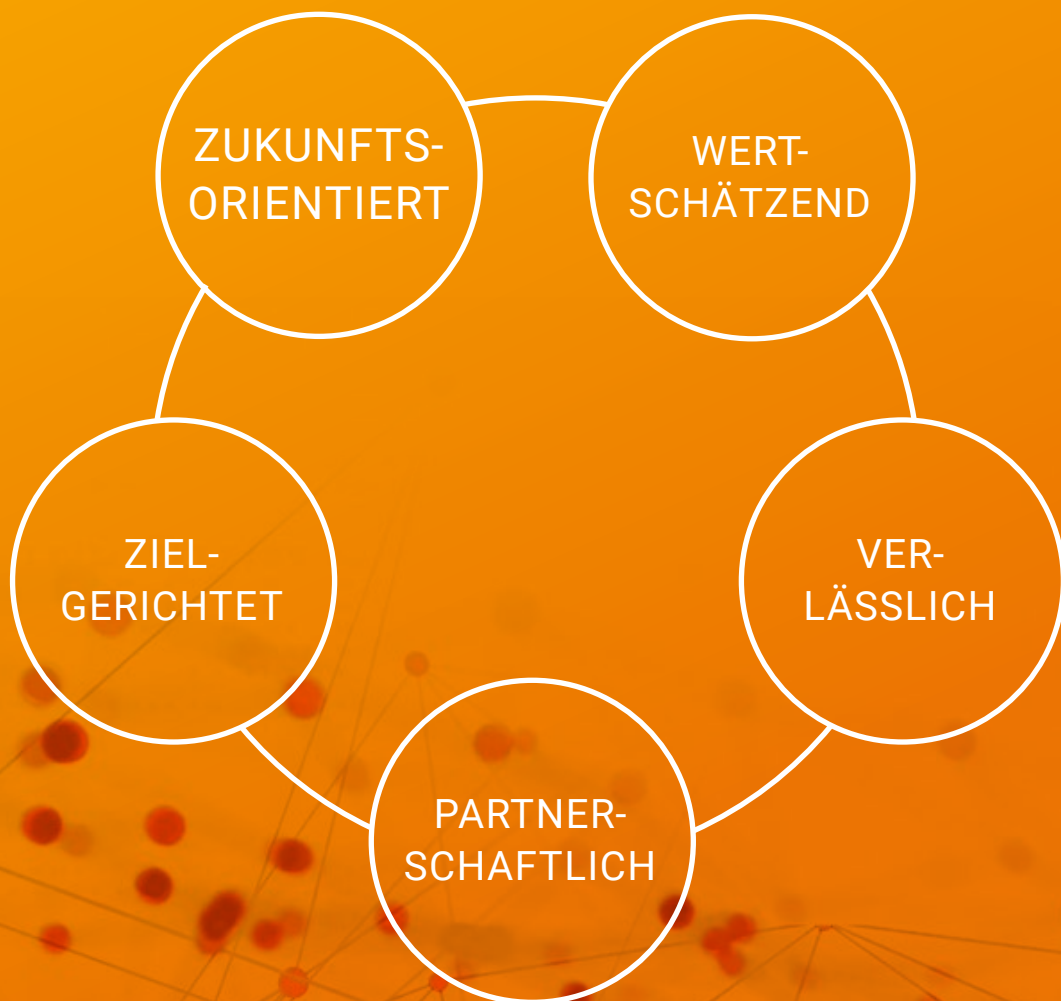 ZUKUNFTS-
ORIENTIERT
WERT-
SCHÄTZEND
ZIEL-
GERICHTET
VER-
LÄSSLICH
PARTNER-
SCHAFTLICH